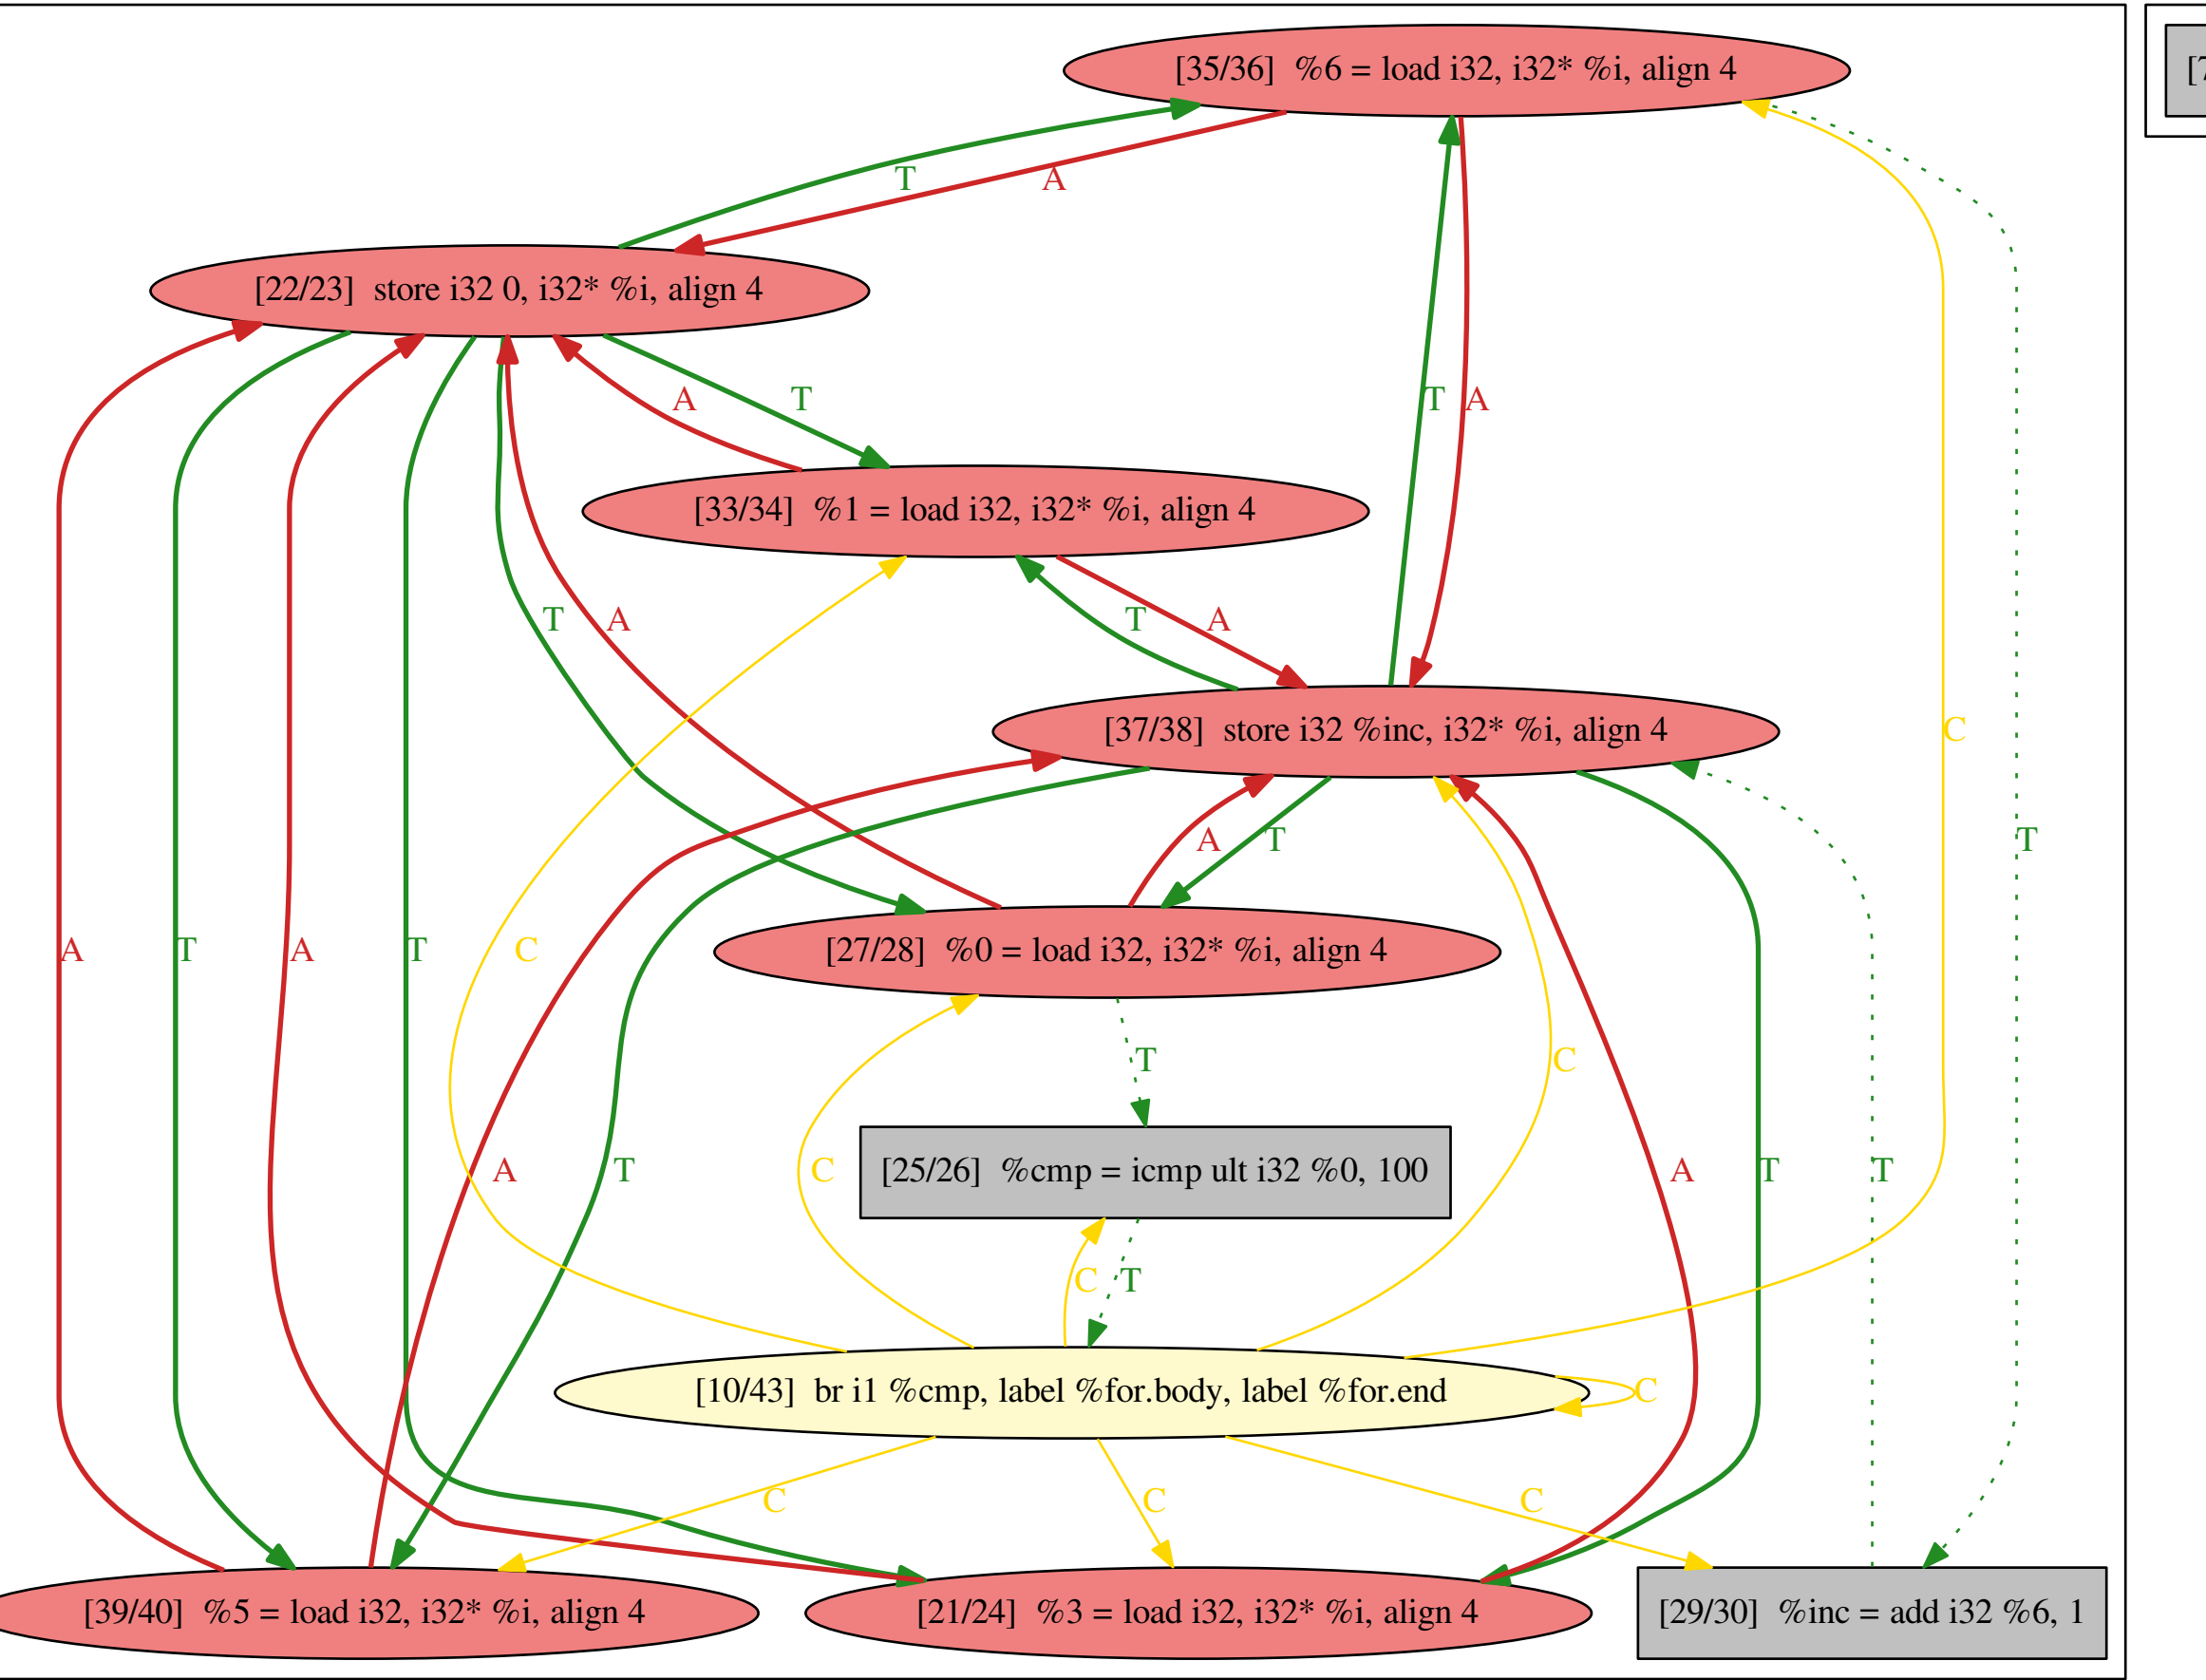 [35/36]  %6 = load i32, i32* %i, align 4
[7
T
A
[22/23]  store i32 0, i32* %i, align 4
A
T
T
A
[33/34]  %1 = load i32, i32* %i, align 4
T
A
T
A
[37/38]  store i32 %inc, i32* %i, align 4
C
A
T
T
A
T
A
T
C
[27/28]  %0 = load i32, i32* %i, align 4
T
C
A
T
C
[25/26]  %cmp = icmp ult i32 %0, 100
A
T
T
C
T
[10/43]  br i1 %cmp, label %for.body, label %for.end
C
C
C
C
[39/40]  %5 = load i32, i32* %i, align 4
[21/24]  %3 = load i32, i32* %i, align 4
[29/30]  %inc = add i32 %6, 1